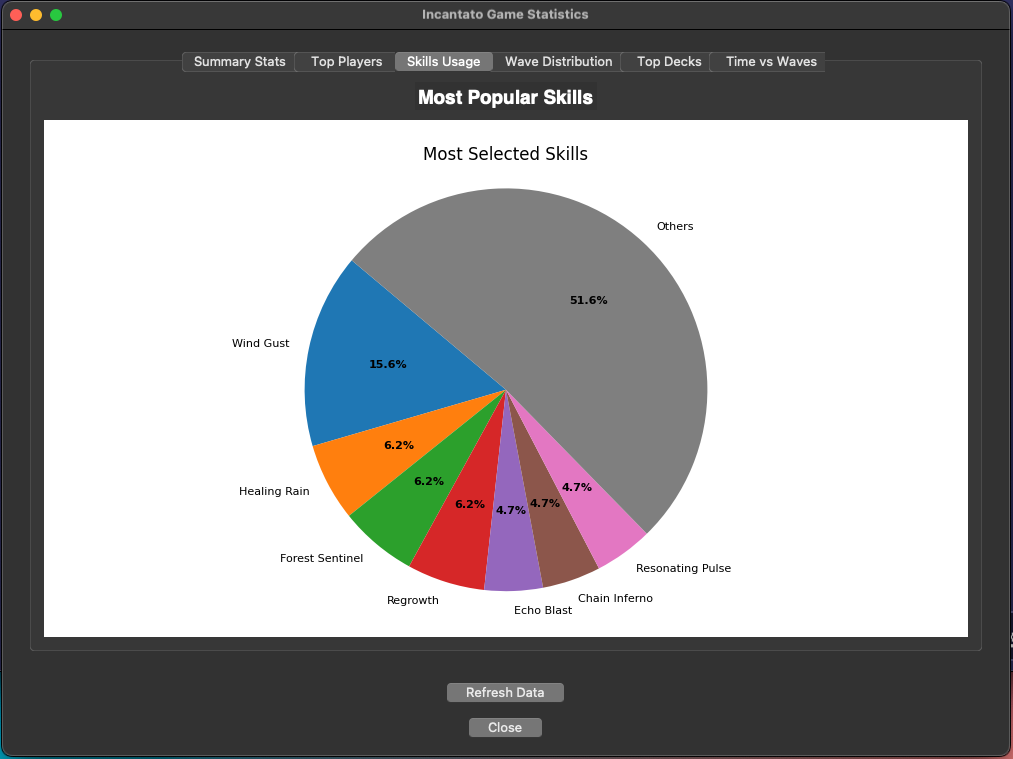 Incantato Game Statistics
Summary Stats Top Players Skills Usage Wave Distribution Top Decks Time vs Waves
Most Popular Skills
Most Selected Skills
Others
51.6%
Wind Gust
15.6%
6.2%
Healing Rain
6.2%
Forest Sentinel
6.2%
Regrowth
4.7%
Echo Blast
4.7%
Chain Inferno
4.7%
Resonating Pulse
Refresh Data
Close